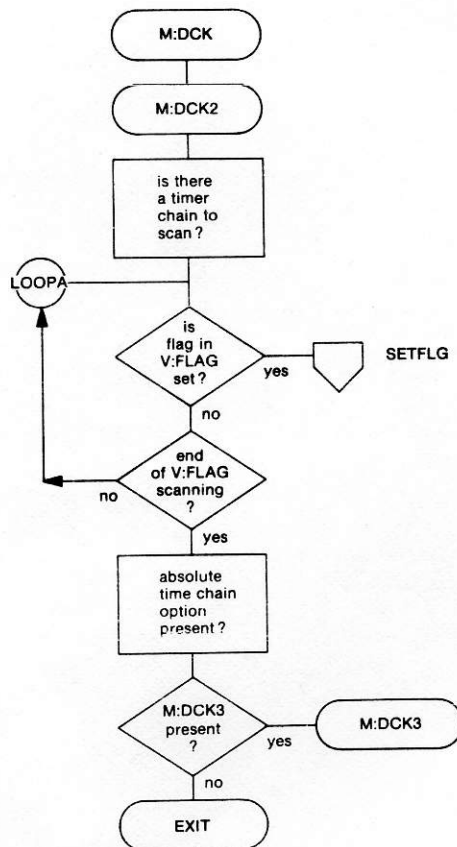 M:DCK
M:DCK2
is there
a timer
chain to
scan ?
LOOPA
is
flag in
V:FLAG
set ?
yes
SETFLG
no
end
of V:FLAG
scanning
?
no
yes
absolute
time chain
option
present ?
M:DCK3
present
?
yes
M:DCK3
no
EXIT